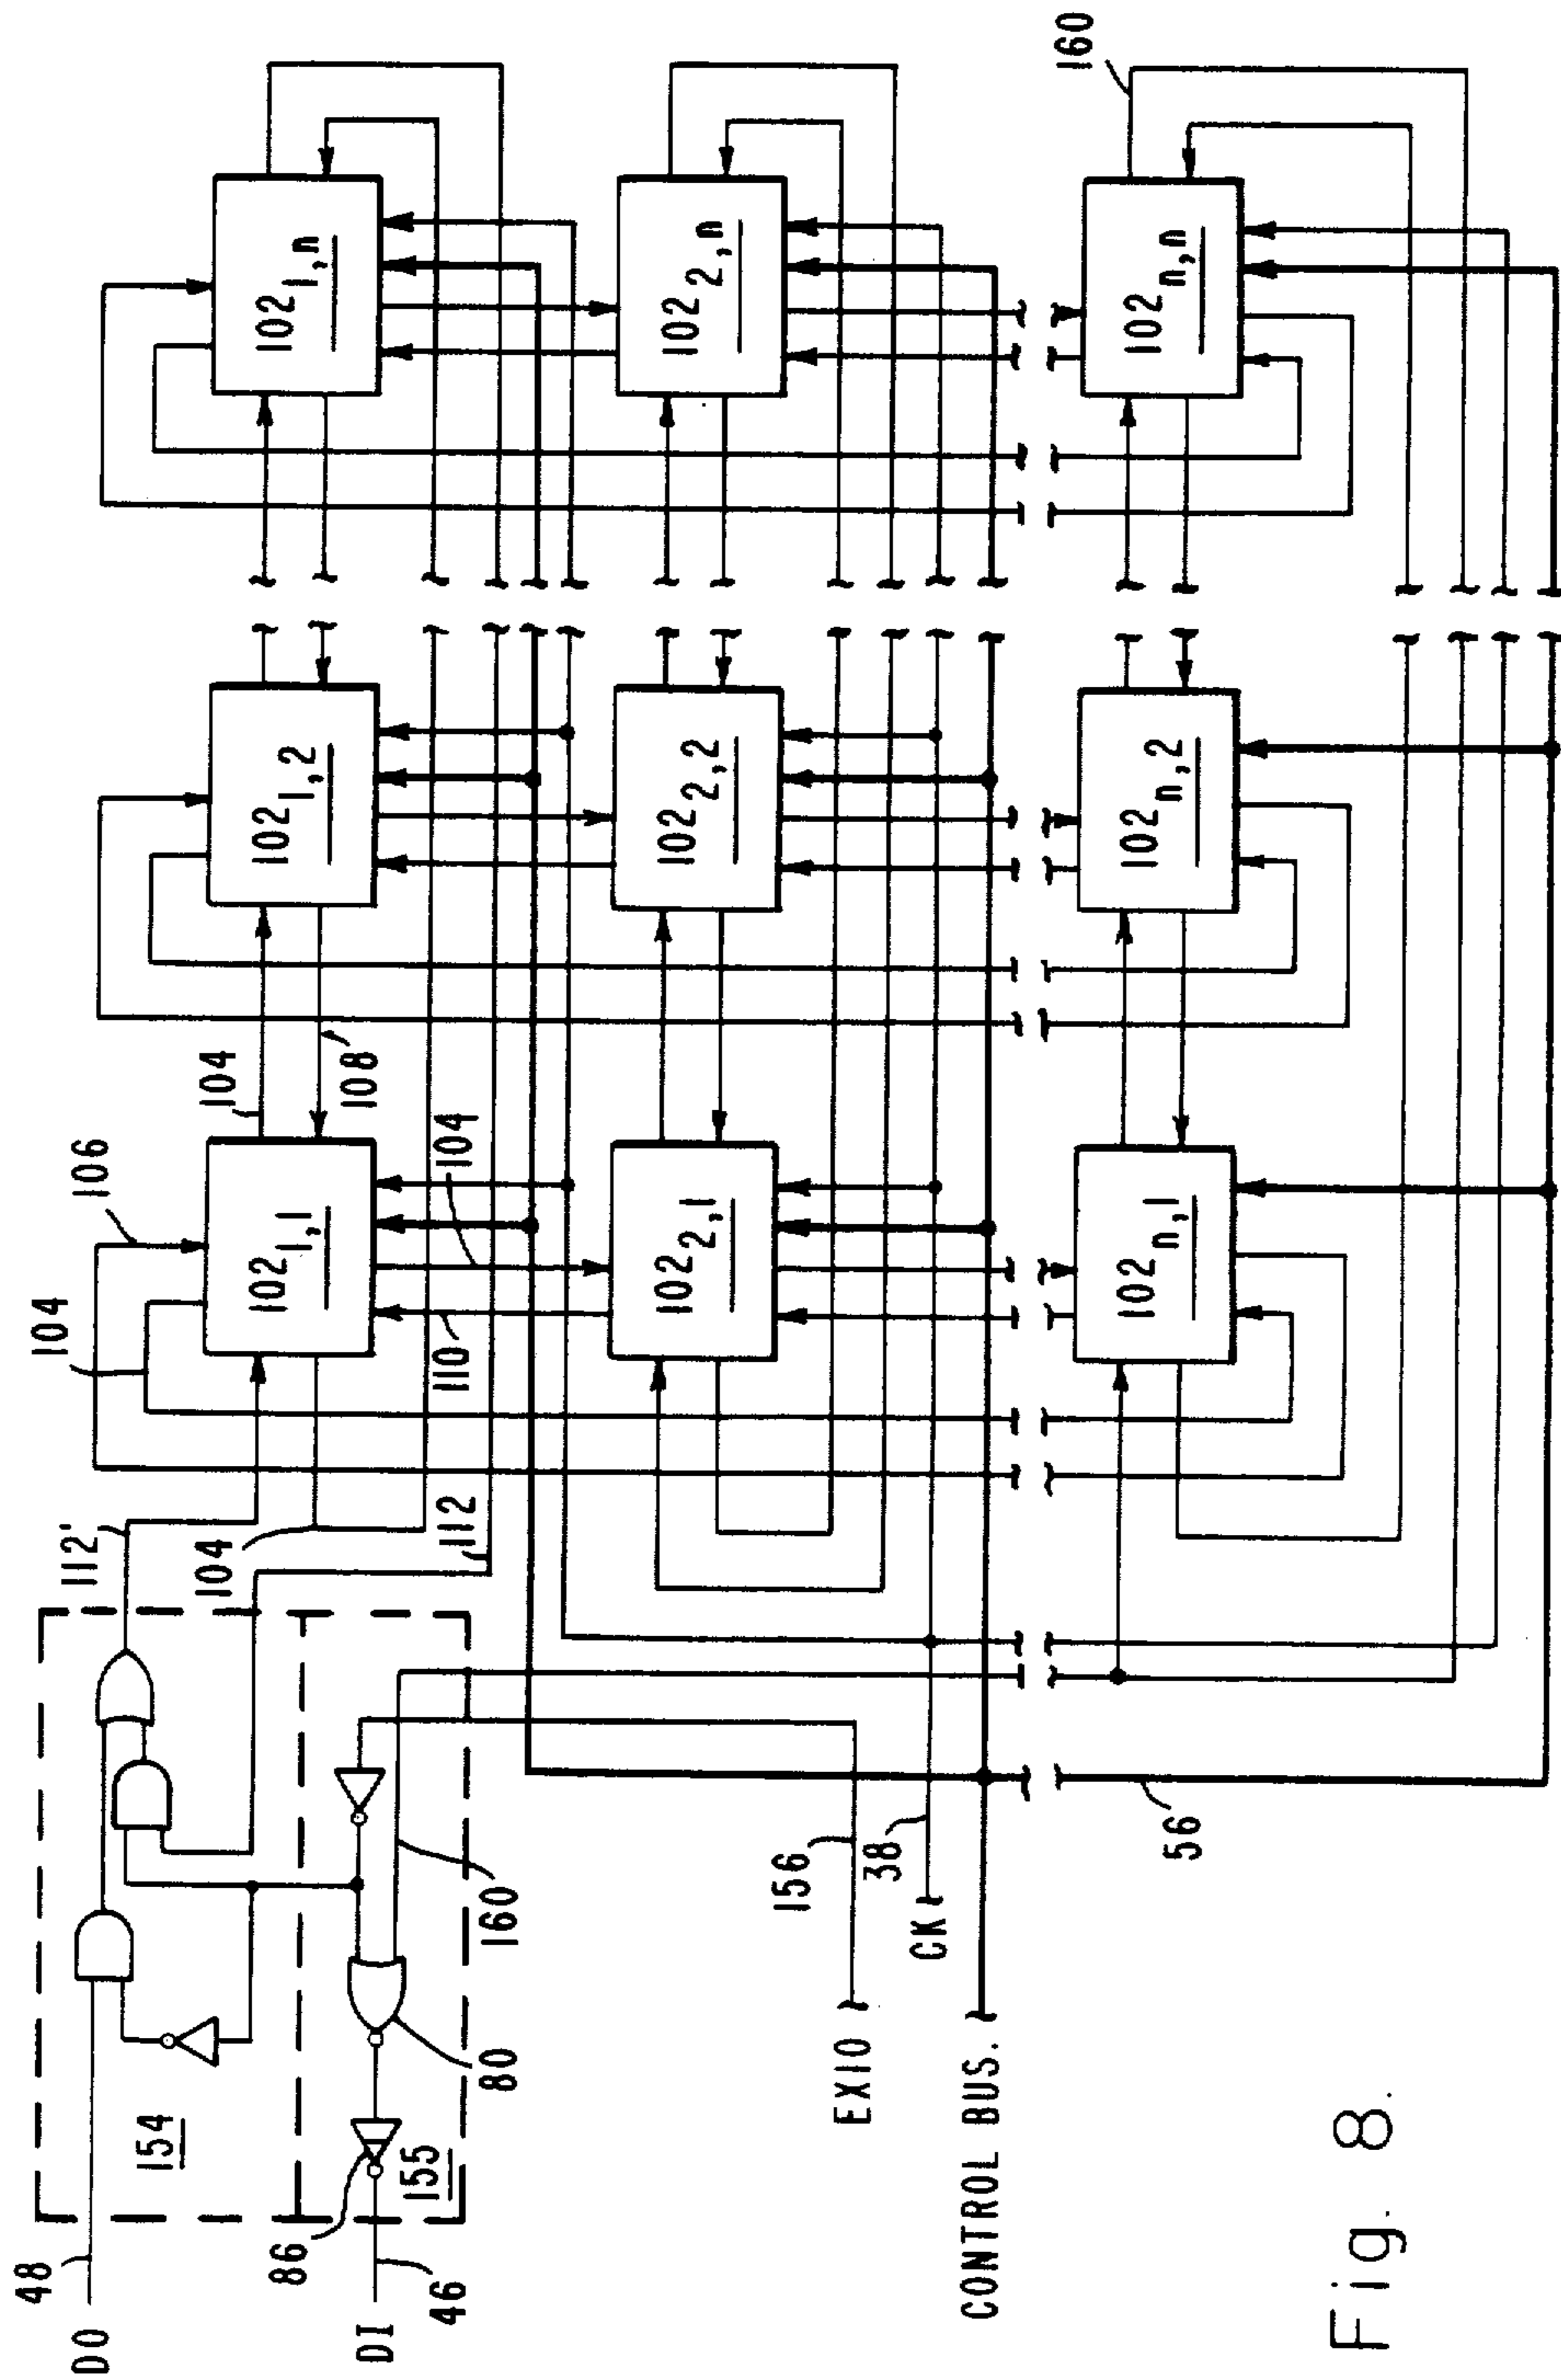 DO
48
154
112'
104
104
106
102 1,1
104
108
102 1,2
102 1,n
112
110
104
DI
46
86
155
80
160
EXIO
156
CK
38
CONTROL BUS.
102 2,1
102 2,2
102 2,n
56
102 n,1
102 n,2
102 n,n
160
Fig. 8.